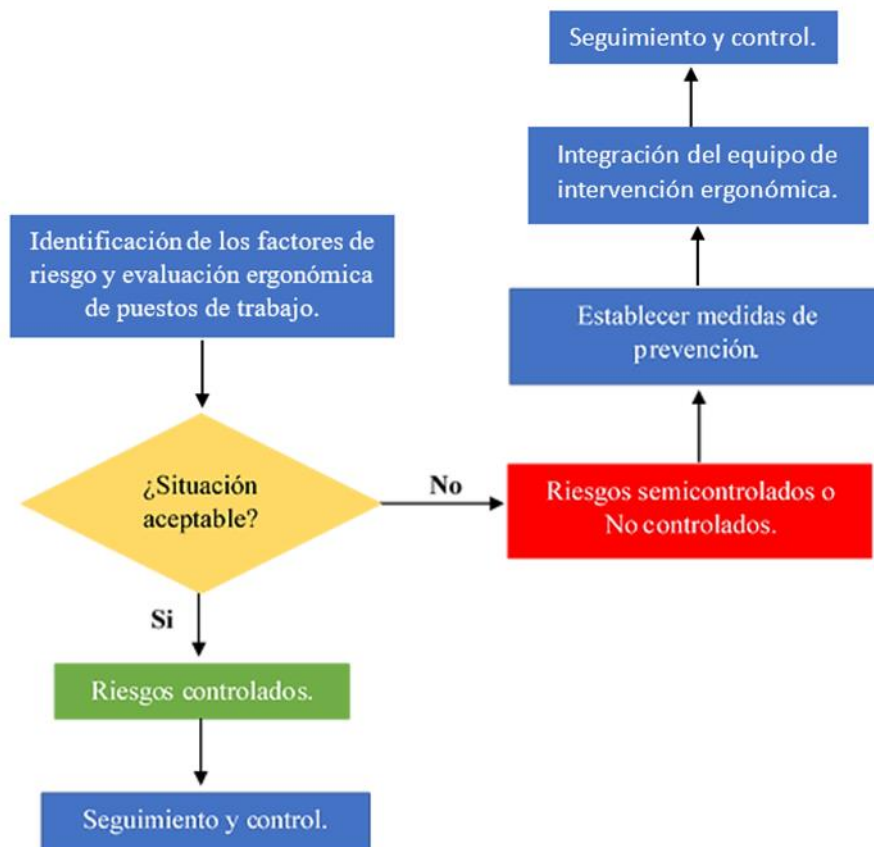 Seguimiento y control.
Integración del equipo de
intervención ergonómica.
Identificación de los factores de
riesgo y evaluación ergonómica
de puestos de trabajo.
Establecer medidas de
prevención.
¿Situación
aceptable?
No
Riesgos semicontrolados o
No controlados.
Si
Riesgos controlados.
Seguimiento y control.